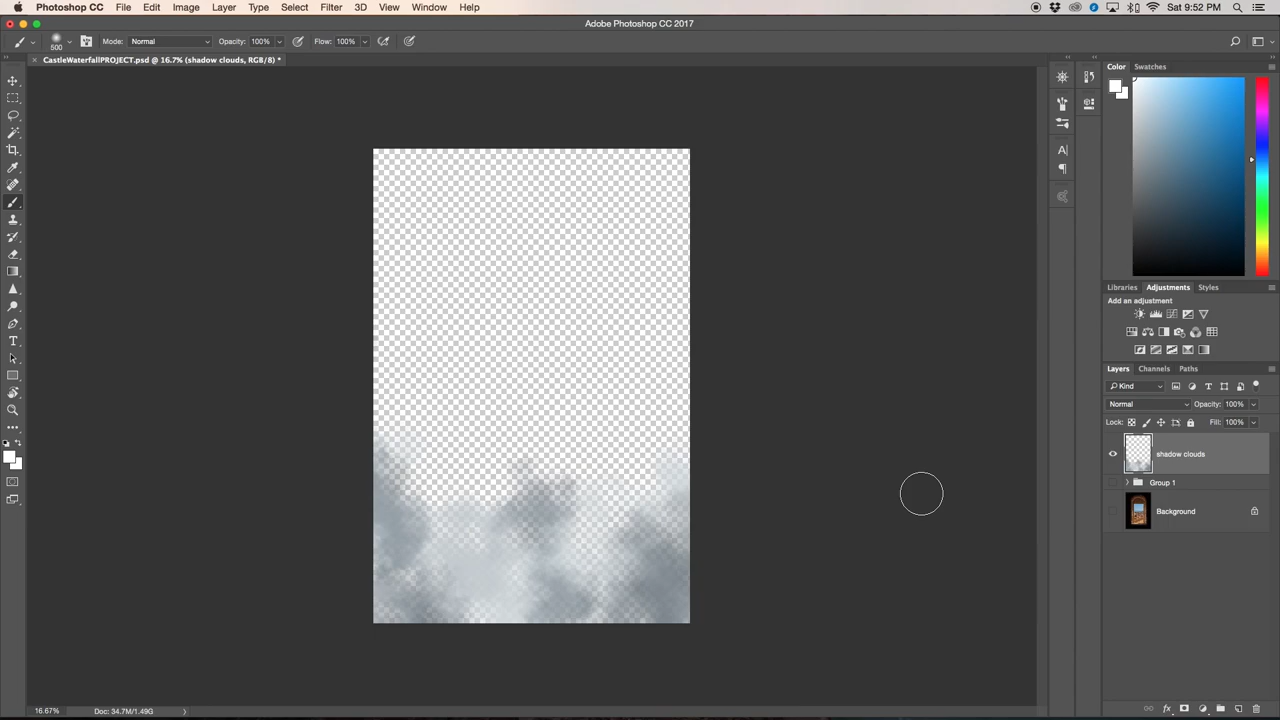 Photoshop CC File Edit Image Layer Type Select Filter 3D View Window Help Sat 9:52 PM
Adobe Photoshop CC 2017
500 Mode: Normal Opacity: 100% Flow: 100%
CastleWaterfallPROJECT.psd @ 16.7% (shadow clouds, RGB/8) *
Color Swatches
Libraries Adjustments Styles
Add an adjustment
Layers Channels Paths
Kind
Normal Opacity: 100%
Lock: Fill: 100%
shadow clouds
Group 1
Background
16.67% Doc: 34.7M/1.49G